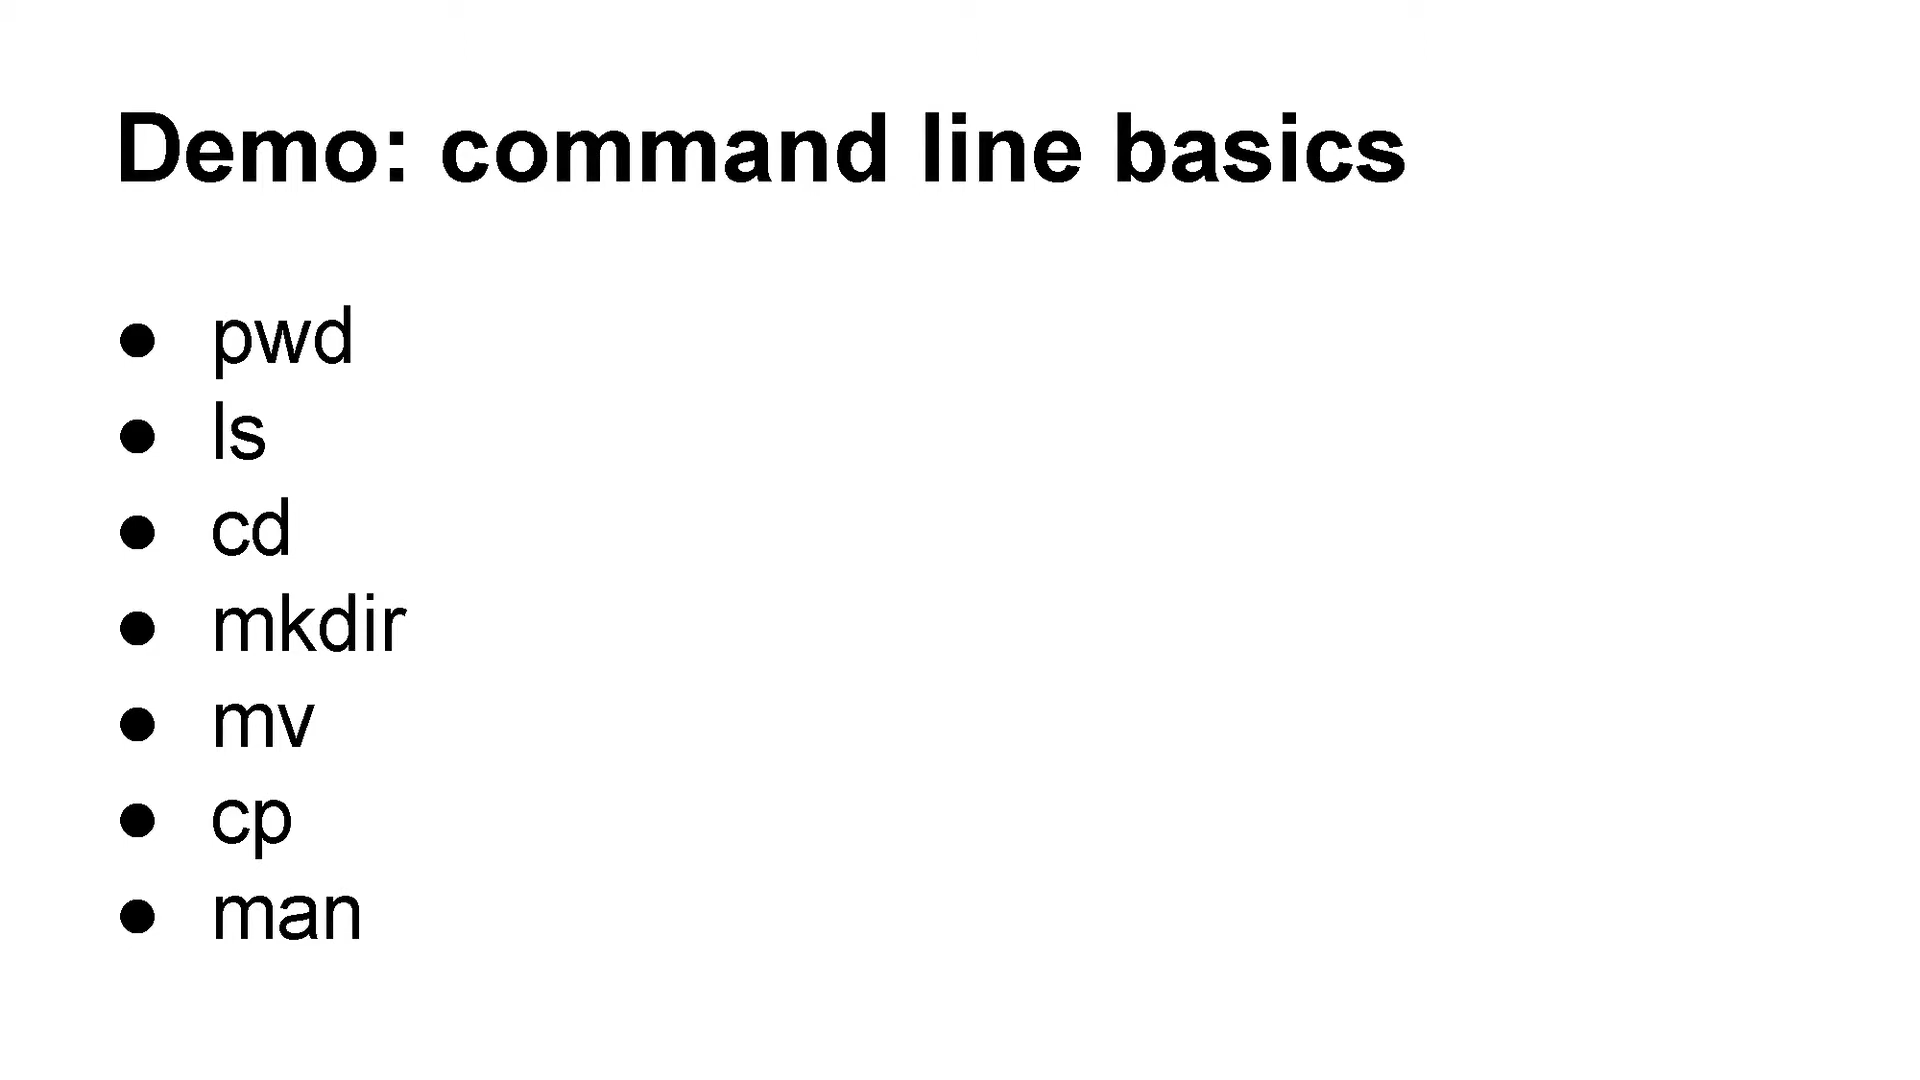 Demo: command line basics
● pwd
● ls
● cd
● mkdir
● mv
● cp
● man